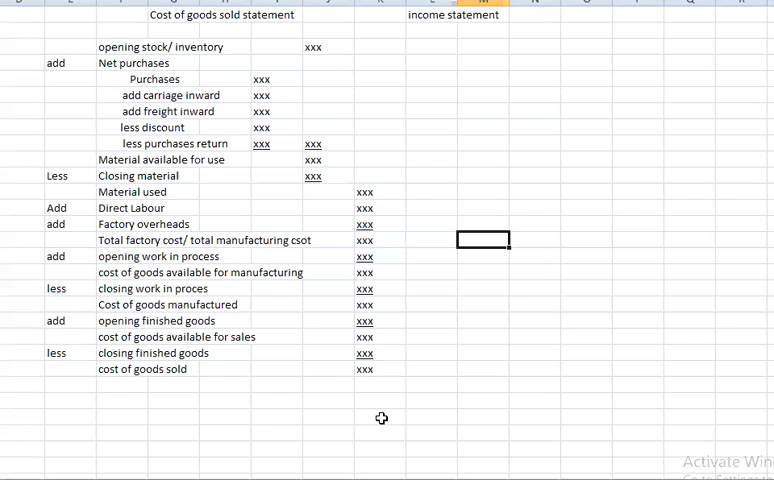 Cost of goods sold statement income statement
opening stock/ inventory xxx
add Net purchases
Purchases xxx
add carriage inward xxx
add freight inward xxx
less discount xxx
less purchases return xxx xxx
Material available for use xxx
Less Closing material xxx
Material used xxx
Add Direct Labour xxx
add Factory overheads xxx
Total factory cost/ total manufacturing csot xxx
add opening work in process xxx
cost of goods available for manufacturing xxx
less closing work in proces xxx
Cost of goods manufactured xxx
add opening finished goods xxx
cost of goods available for sales xxx
less closing finished goods xxx
cost of goods sold xxx
Activate Win